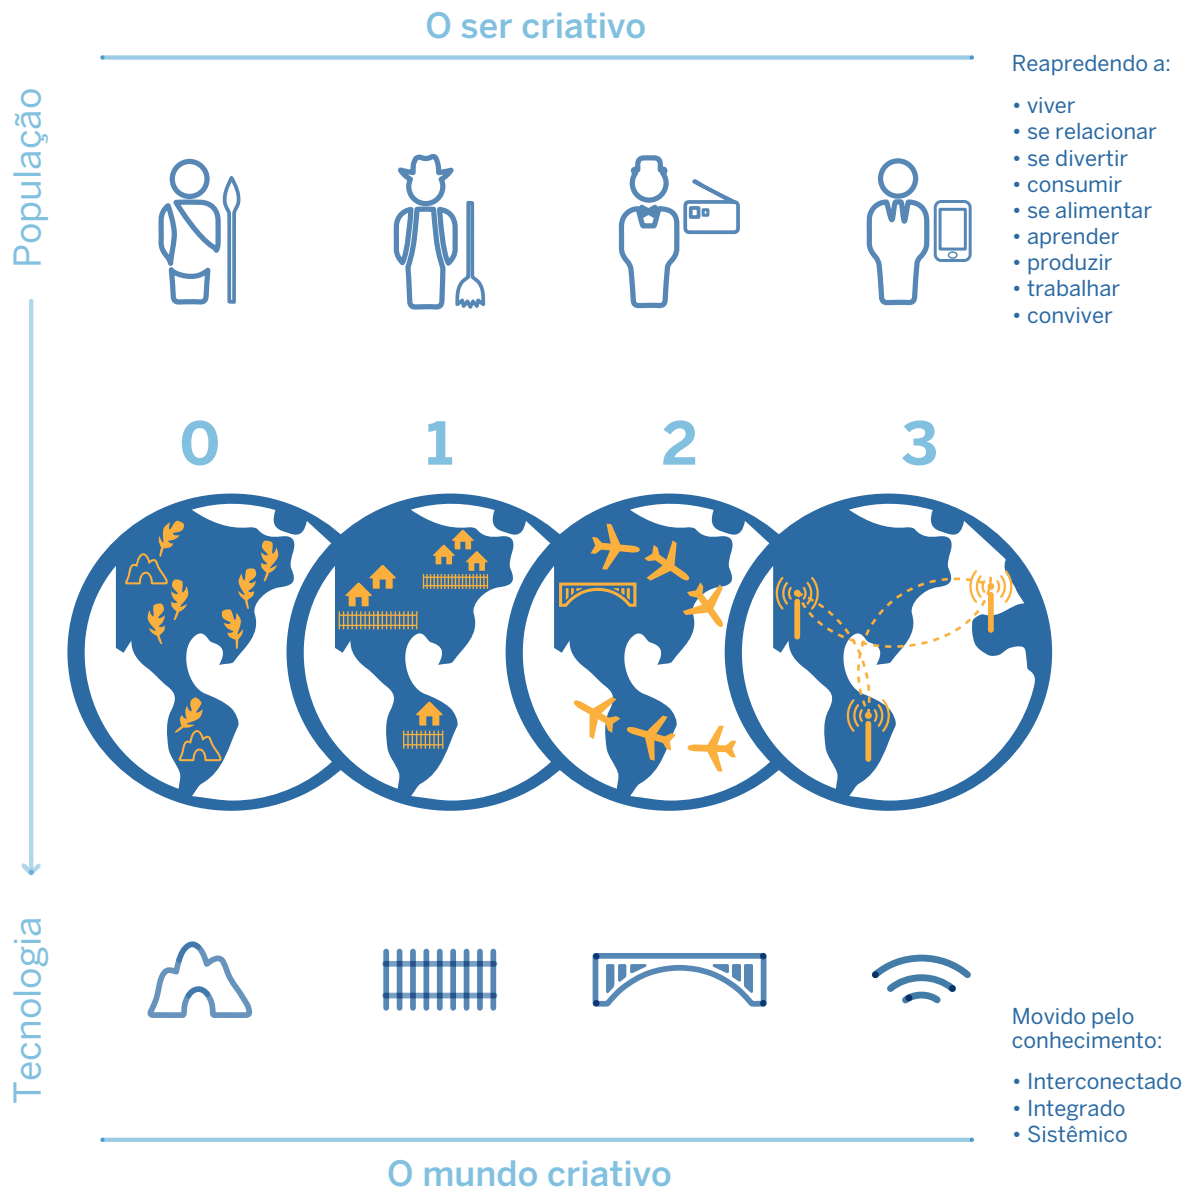 O ser criativo
População
Reapredendo a:
• viver
• se relacionar
• se divertir
• consumir
• se alimentar
• aprender
• produzir
• trabalhar
• conviver
0 1 2 3
Tecnologia
Movido pelo
conhecimento:
• Interconectado
• Integrado
• Sistêmico
O mundo criativo